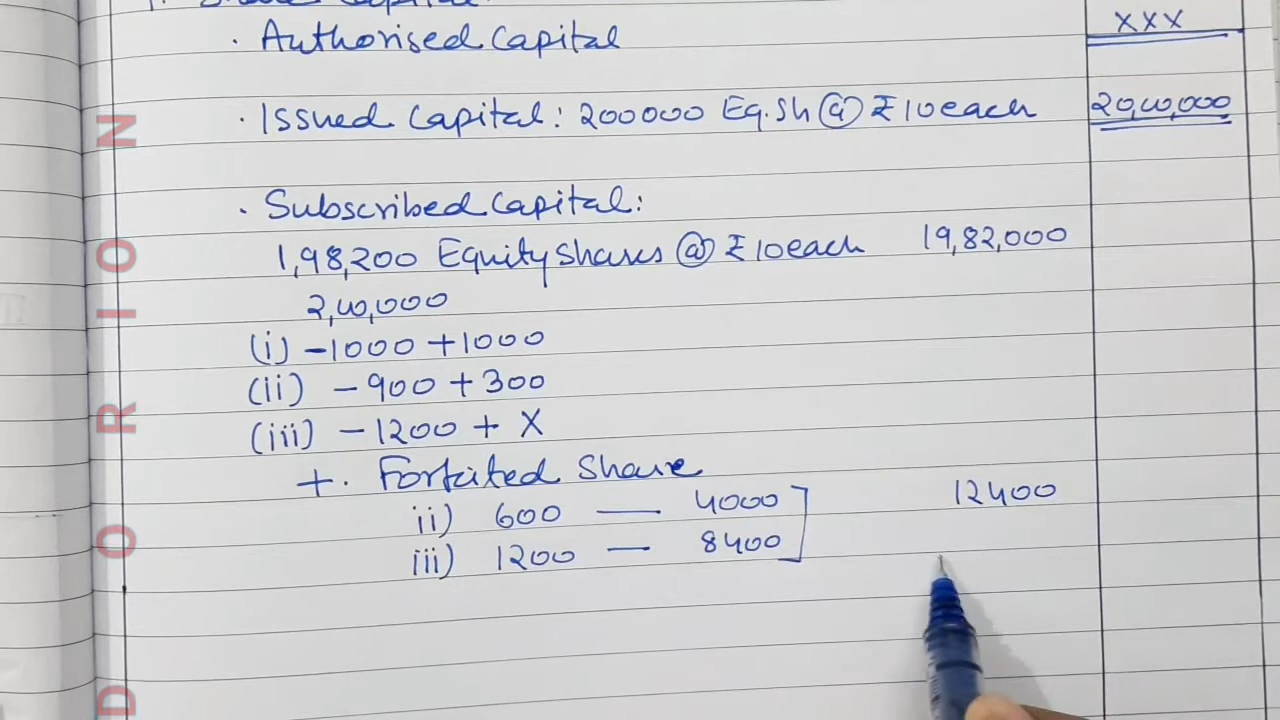 · Authorised Capital XXX
· Issued Capital: 200000 Eq.Sh @ ₹10 each 20,00,000
· Subscribed Capital:
1,98,200 Equity Shares @ ₹10 each 19,82,000
2,00,000
(i) -1000 + 1000
(ii) - 900 + 300
(iii) - 1200 + X
+. Forfeited Share
ii) 600 — 4000 12400
iii) 1200 — 8400
D O R I O N